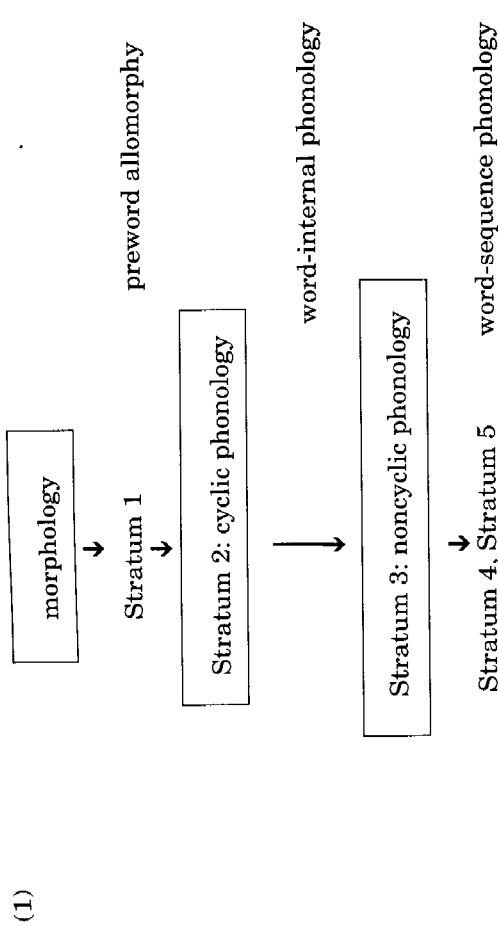 (1)
morphology
Stratum 1 preword allomorphy
Stratum 2: cyclic phonology
word-internal phonology
Stratum 3: noncyclic phonology
Stratum 4, Stratum 5 word-sequence phonology